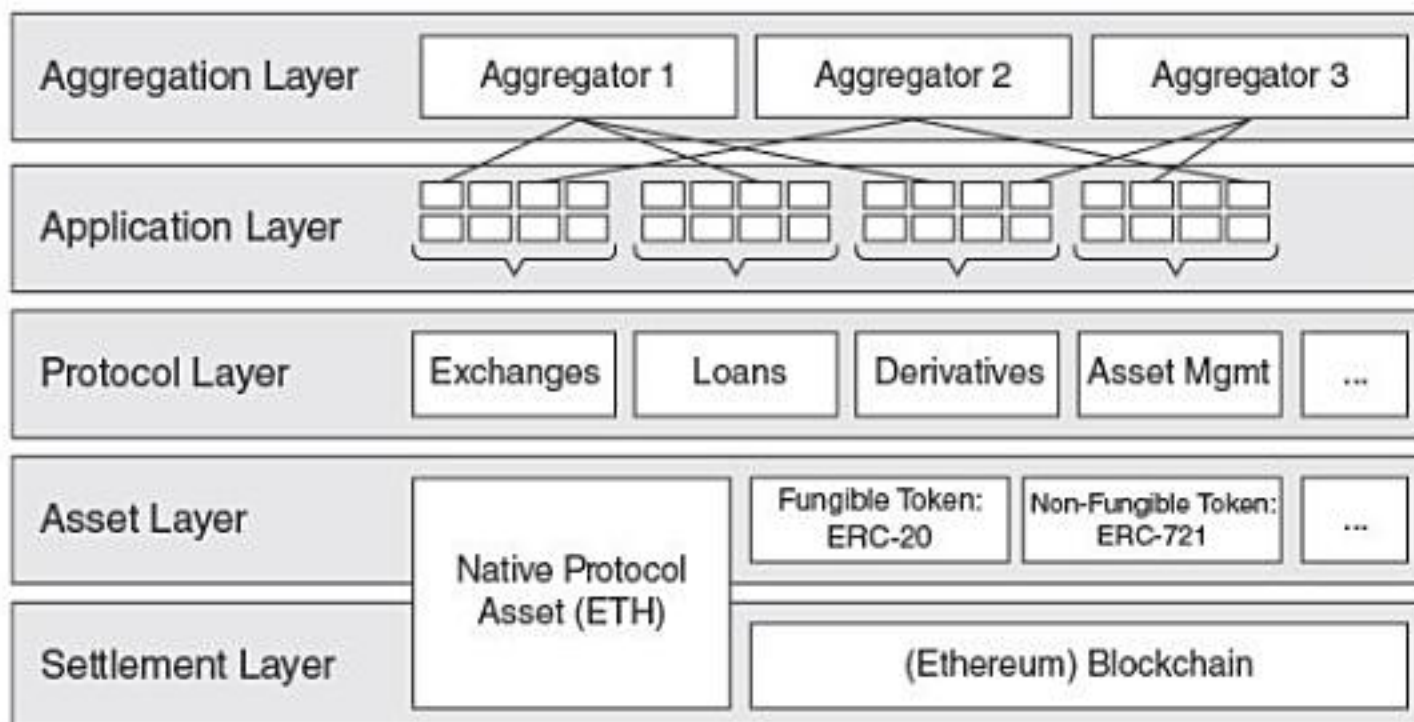 Aggregation Layer
Aggregator 1
Aggregator 2
Aggregator 3
Application Layer
Protocol Layer
Exchanges
Loans
Derivatives
Asset Mgmt
...
Asset Layer
Native Protocol
Asset (ETH)
Fungible Token:
ERC-20
Non-Fungible Token:
ERC-721
...
Settlement Layer
(Ethereum) Blockchain